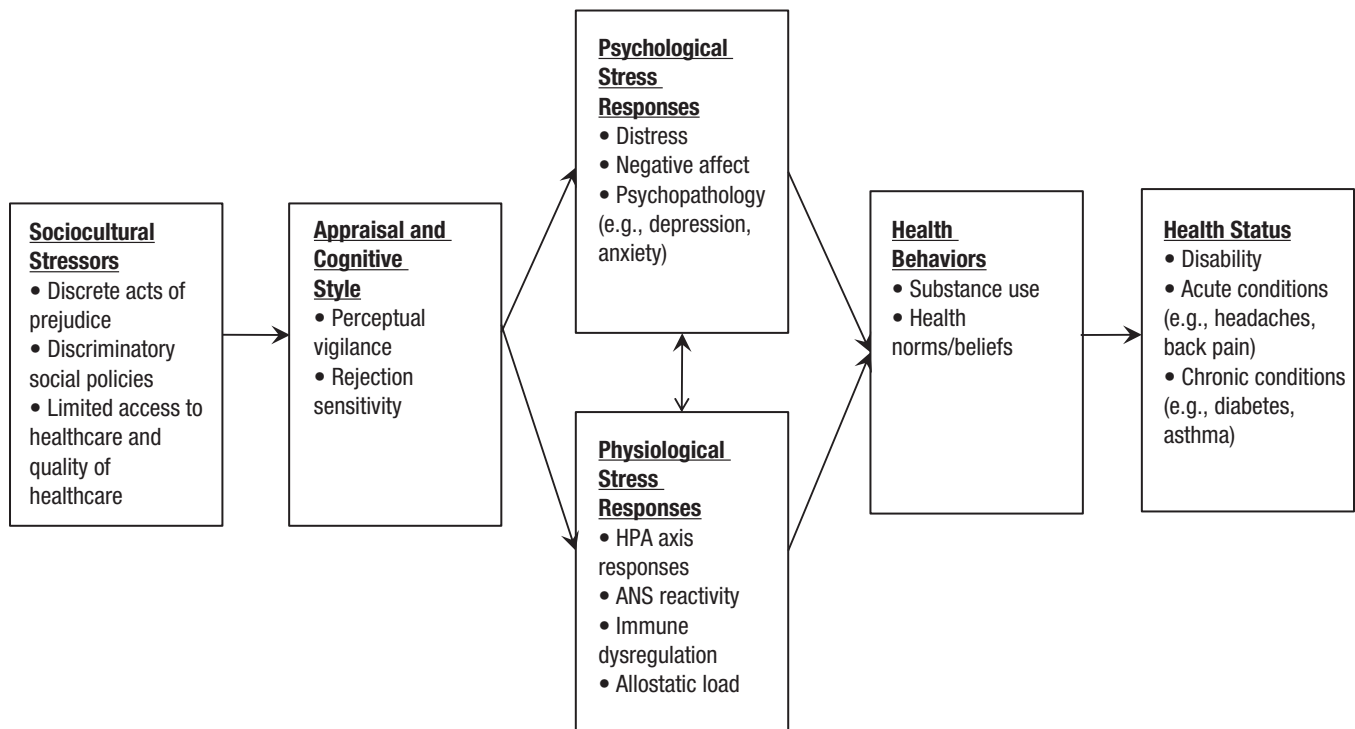 Sociocultural
Stressors
• Discrete acts of
prejudice
• Discriminatory
social policies
• Limited access to
healthcare and
quality of
healthcare
Appraisal and
Cognitive
Style
• Perceptual
vigilance
• Rejection
sensitivity
Psychological
Stress
Responses
• Distress
• Negative affect
• Psychopathology
(e.g., depression,
anxiety)
Physiological
Stress
Responses
• HPA axis
responses
• ANS reactivity
• Immune
dysregulation
• Allostatic load
Health
Behaviors
• Substance use
• Health
norms/beliefs
Health Status
• Disability
• Acute conditions
(e.g., headaches,
back pain)
• Chronic conditions
(e.g., diabetes,
asthma)